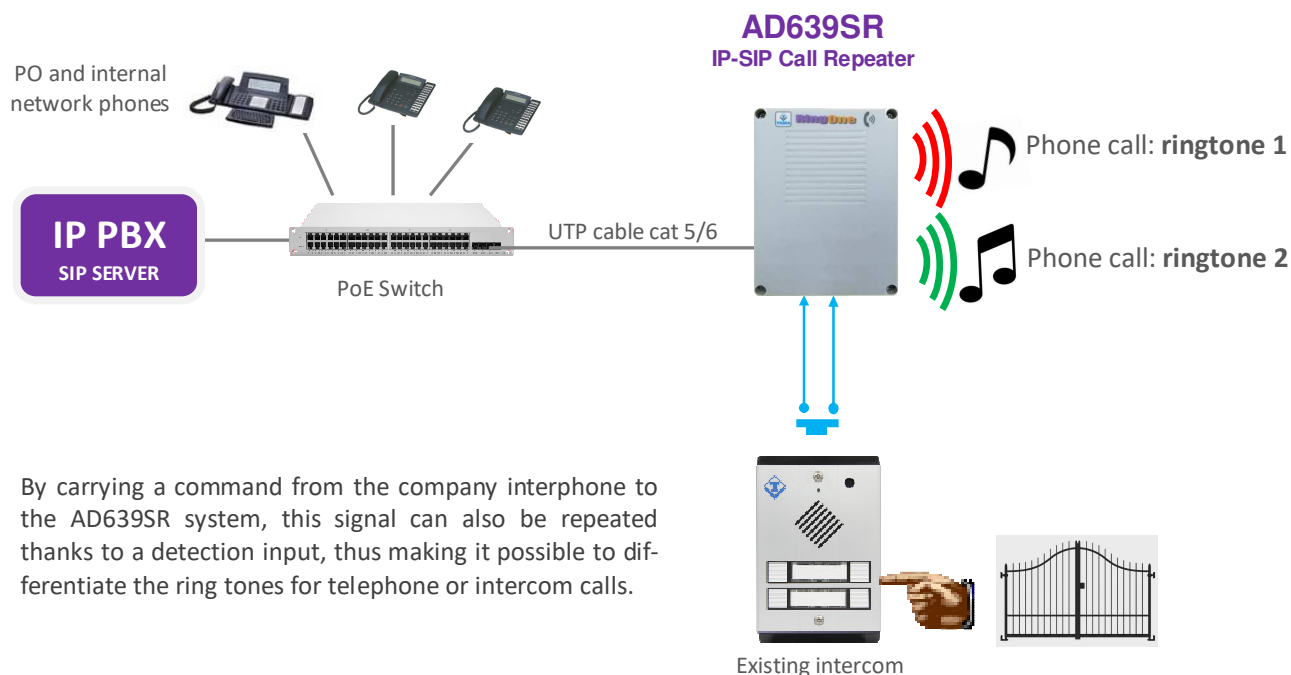 AD639SR
IP-SIP Call Repeater
PO and internal
network phones
RingOne
Phone call: ringtone 1
IP PBX
SIP SERVER
UTP cable cat 5/6
PoE Switch
Phone call: ringtone 2
By carrying a command from the company interphone to
the AD639SR system, this signal can also be repeated
thanks to a detection input, thus making it possible to dif-
ferentiate the ring tones for telephone or intercom calls.
Existing intercom